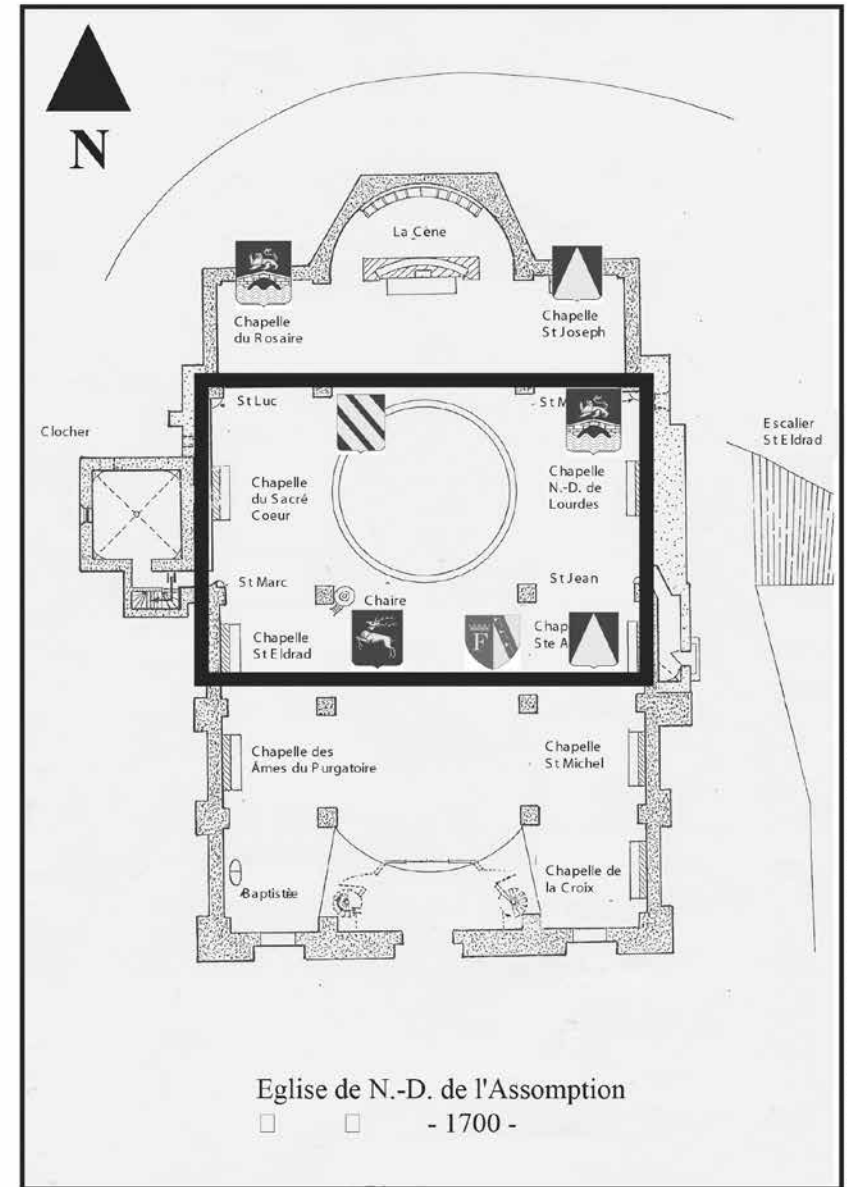 N
La Cène
Chapelle
du Rosaire
Chapelle
St Joseph
St Luc
St M
Clocher
Escalier
St Eldrad
Chapelle
du Sacré
Coeur
Chapelle
N.-D. de
Lourdes
St Marc
St Jean
Chaire
Chapelle
St Eldrad
F
Chap
Ste A
Chapelle des
Âmes du Purgatoire
Chapelle
St Michel
Baptistèe
Chapelle de
la Croix
Eglise de N.-D. de l'Assomption
- 1700 -